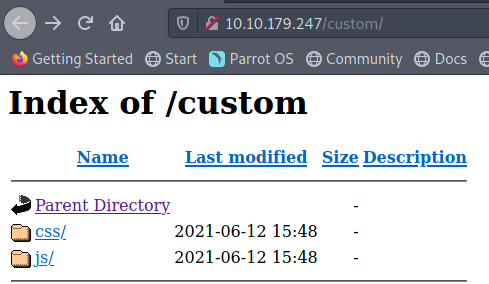 10.10.179.247/custom/
Getting Started Start Parrot OS Community Docs
Index of /custom
Name Last modified Size Description
Parent Directory -
css/ 2021-06-12 15:48 -
js/ 2021-06-12 15:48 -